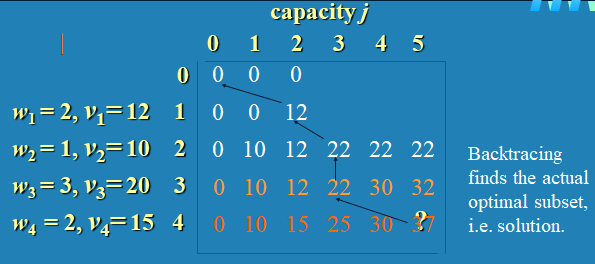 capacity j
0 1 2 3 4 5
0 0 0 0
w1 = 2, v1= 12 1 0 0 12
w2 = 1, v2= 10 2 0 10 12 22 22 22
w3 = 3, v3= 20 3 0 10 12 22 30 32
w4 = 2, v4= 15 4 0 10 15 25 30 37 ?
Backtracing
finds the actual
optimal subset,
i.e. solution.